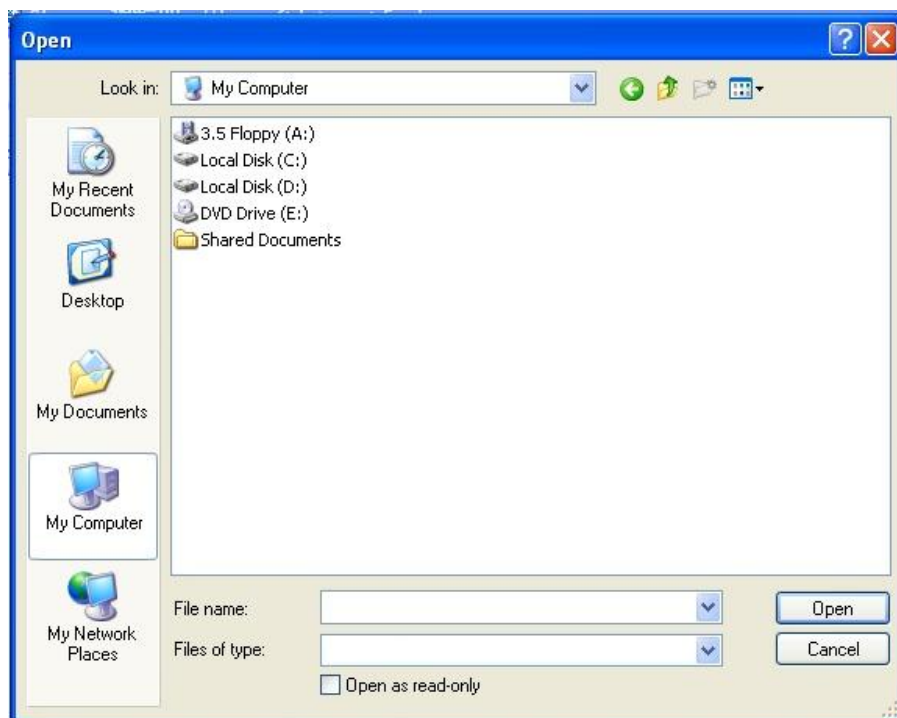 Open
Look in: My Computer
3.5 Floppy (A:)
Local Disk (C:)
Local Disk (D:)
DVD Drive (E:)
Shared Documents
My Recent
Documents
Desktop
My Documents
My Computer
My Network
Places
File name:
Open
Files of type:
Cancel
Open as read-only